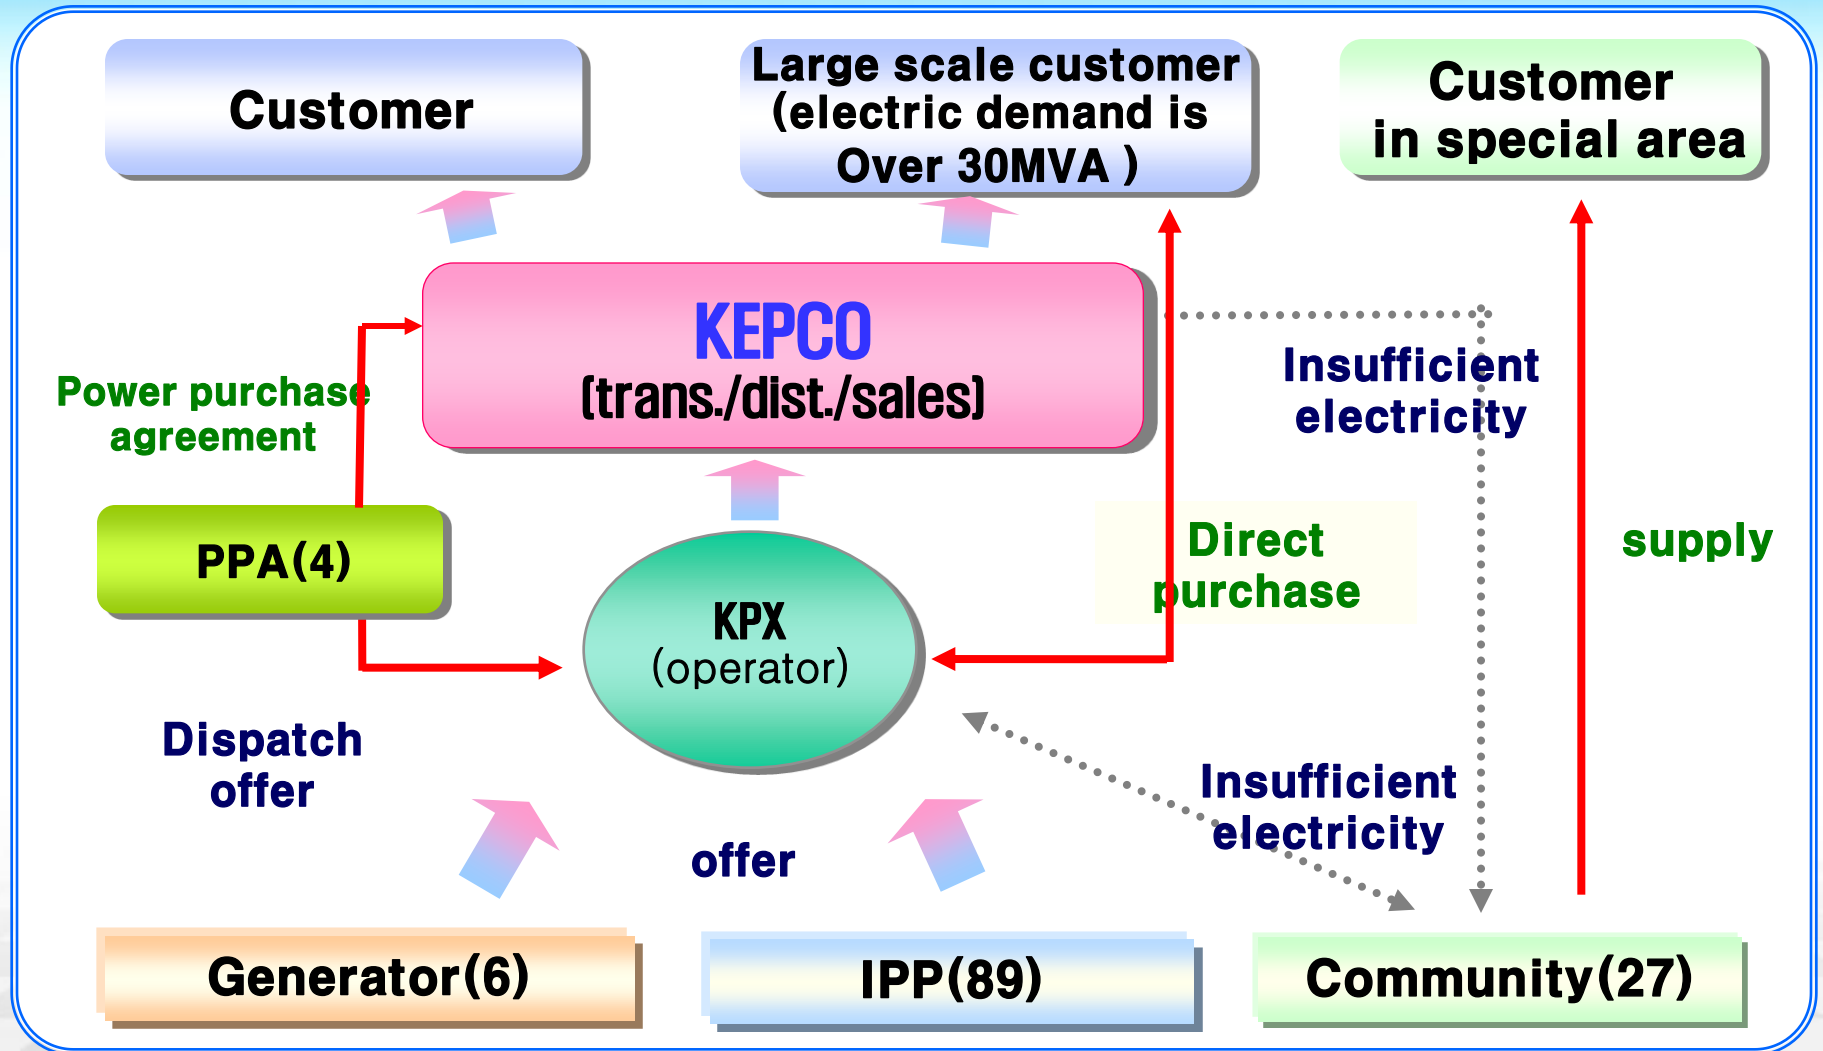 Customer
Large scale customer
(electric demand is
Over 30MVA )
Customer
in special area
KEPCO
(trans./dist./sales)
Power purchase
agreement
Insufficient
electricity
PPA(4)
KPX
(operator)
Direct
purchase
supply
Dispatch
offer
offer
Insufficient
electricity
Generator(6)
IPP(89)
Community(27)